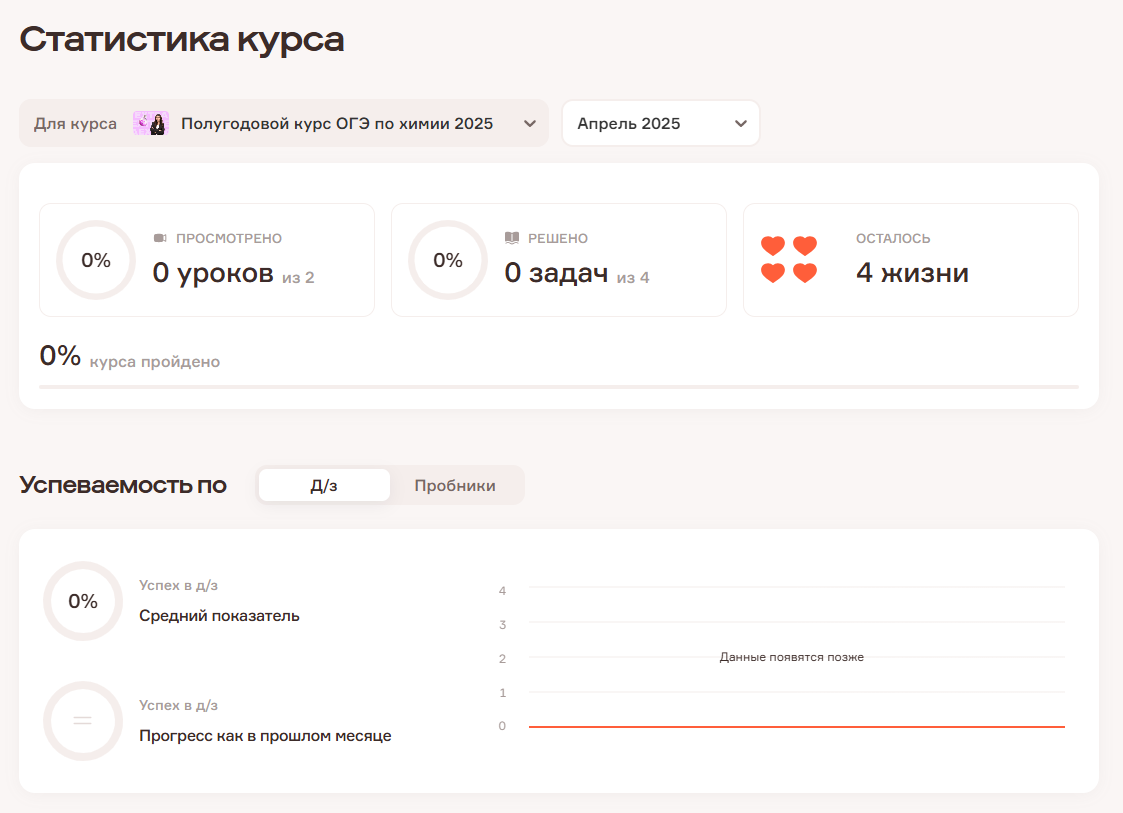 Статистика курса
Для курса Полугодовой курс ОГЭ по химии 2025 Апрель 2025
0% ПРОСМОТРЕНО
0 уроков из 2
0% РЕШЕНО
0 задач из 4
ОСТАЛОСЬ
4 жизни
0% курса пройдено
Успеваемость по Д/з Пробники
0% Успех в д/з
Средний показатель
Успех в д/з
Прогресс как в прошлом месяце
4
3
2
Данные появятся позже
1
0